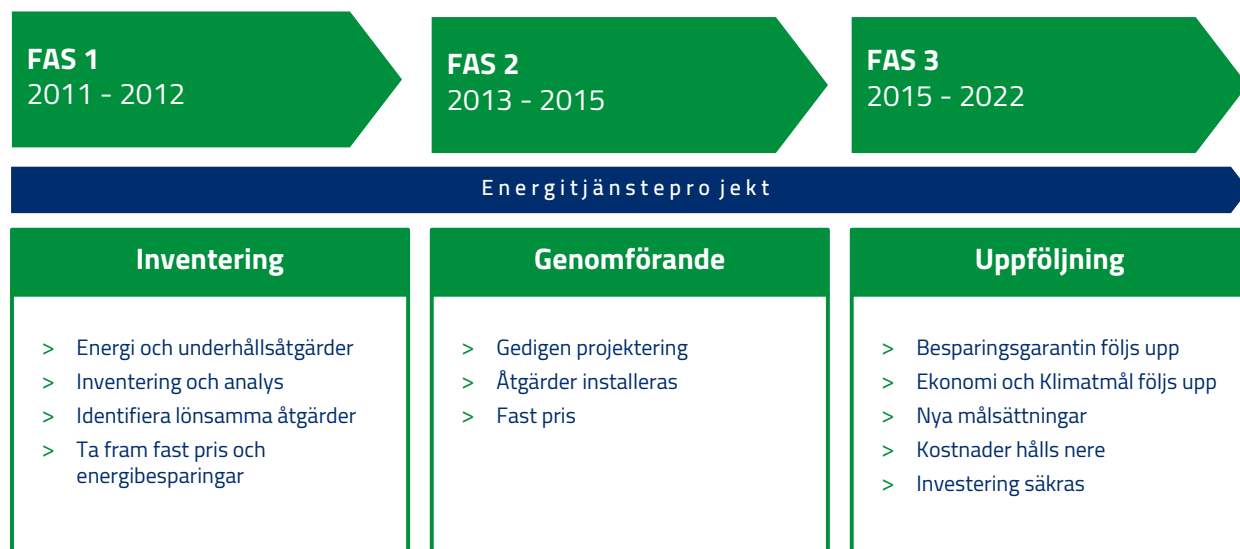 FAS 1
2011 - 2012
FAS 2
2013 - 2015
FAS 3
2015 - 2022
Energitjänsteprojekt
Inventering
> Energi och underhållsåtgärder
> Inventering och analys
> Identifiera lönsamma åtgärder
> Ta fram fast pris och
energibesparingar
Genomförande
> Gedigen projektering
> Åtgärder installeras
> Fast pris
Uppföljning
> Besparingsgarantin följs upp
> Ekonomi och Klimatmål följs upp
> Nya målsättningar
> Kostnader hålls nere
> Investering säkras